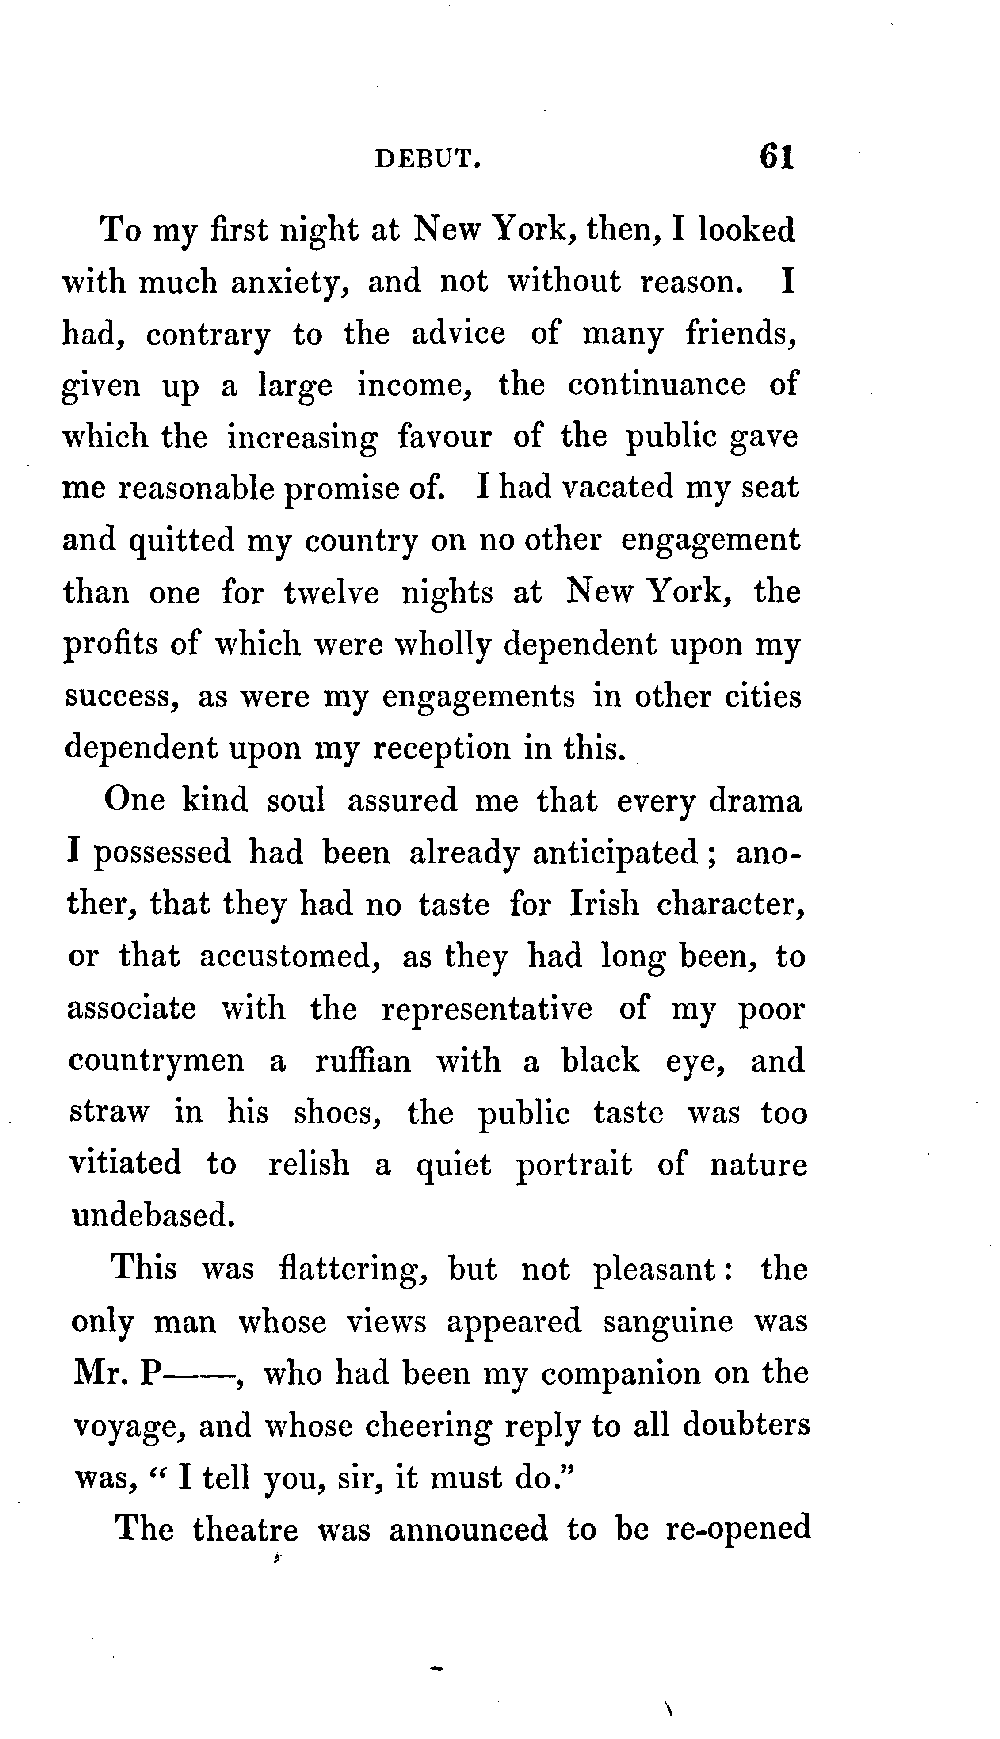 DEBUT. 61
To my first night at New York, then, I looked
with much anxiety, and not without reason. I
had, contrary to the advice of many friends,
given up a large income, the continuance of
which the increasing favour of the public gave
me reasonable promise of. I had vacated my seat
and quitted my country on no other engagement
than one for twelve nights at New York, the
profits of which were wholly dependent upon my
success, as were my engagements in other cities
dependent upon my reception in this.
One kind soul assured me that every drama
I possessed had been already anticipated; ano-
ther, that they had no taste for Irish character,
or that accustomed, as they had long been, to
associate with the representative of my poor
countrymen a ruffian with a black eye, and
straw in his shoes, the public taste was too
vitiated to relish a quiet portrait of nature
undebased.
This was flattering, but not pleasant: the
only man whose views appeared sanguine was
Mr. P——, who had been my companion on the
voyage, and whose cheering reply to all doubters
was, “I tell you, sir, it must do.”
The theatre was announced to be re-opened